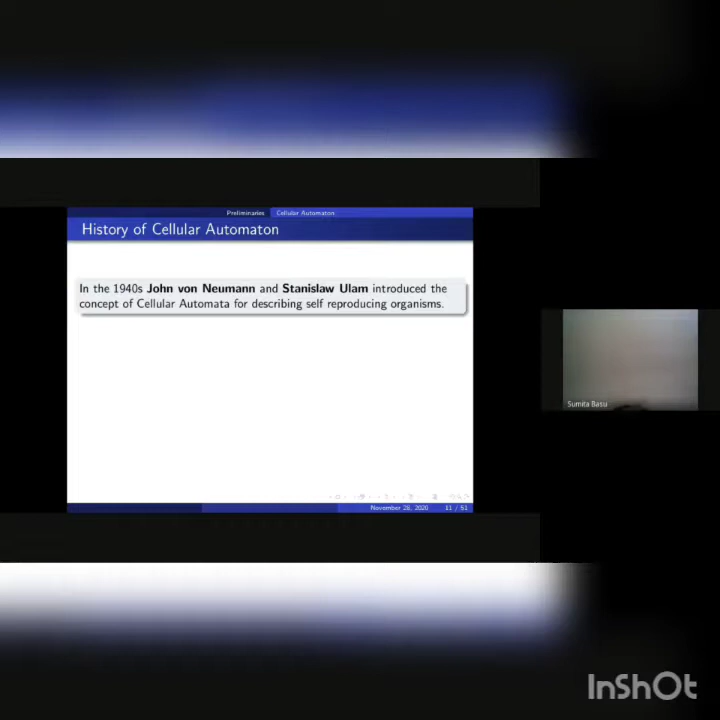 Preliminaries Cellular Automaton
History of Cellular Automaton
In the 1940s John von Neumann and Stanislaw Ulam introduced the
concept of Cellular Automata for describing self reproducing organisms.
Sumita Basu
November 28, 2020 11 / 51
InShOt